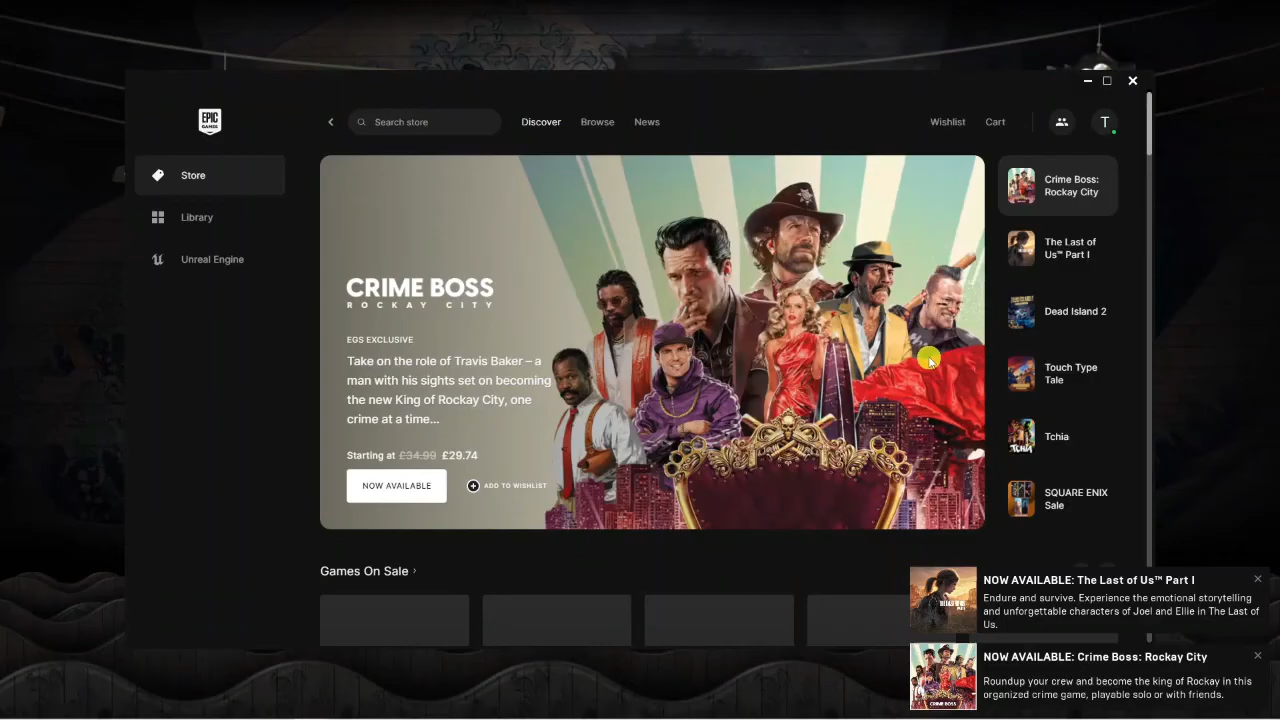 EPIC
GAMES
Search store
Discover
Browse
News
Wishlist
Cart
T
Store
Library
Unreal Engine
CRIME BOSS
ROCKAY CITY
EGS EXCLUSIVE
Take on the role of Travis Baker – a
man with his sights set on becoming
the new King of Rockay City, one
crime at a time...
Starting at £34.99 £29.74
NOW AVAILABLE
ADD TO WISHLIST
Crime Boss:
Rockay City
The Last of
Us™ Part I
Dead Island 2
Touch Type
Tale
Tchia
SQUARE ENIX
Sale
Games On Sale
NOW AVAILABLE: The Last of Us™ Part I
Endure and survive. Experience the emotional storytelling
and unforgettable characters of Joel and Ellie in The Last of
Us.
NOW AVAILABLE: Crime Boss: Rockay City
Roundup your crew and become the king of Rockay in this
organized crime game, playable solo or with friends.
CRIME BOSS